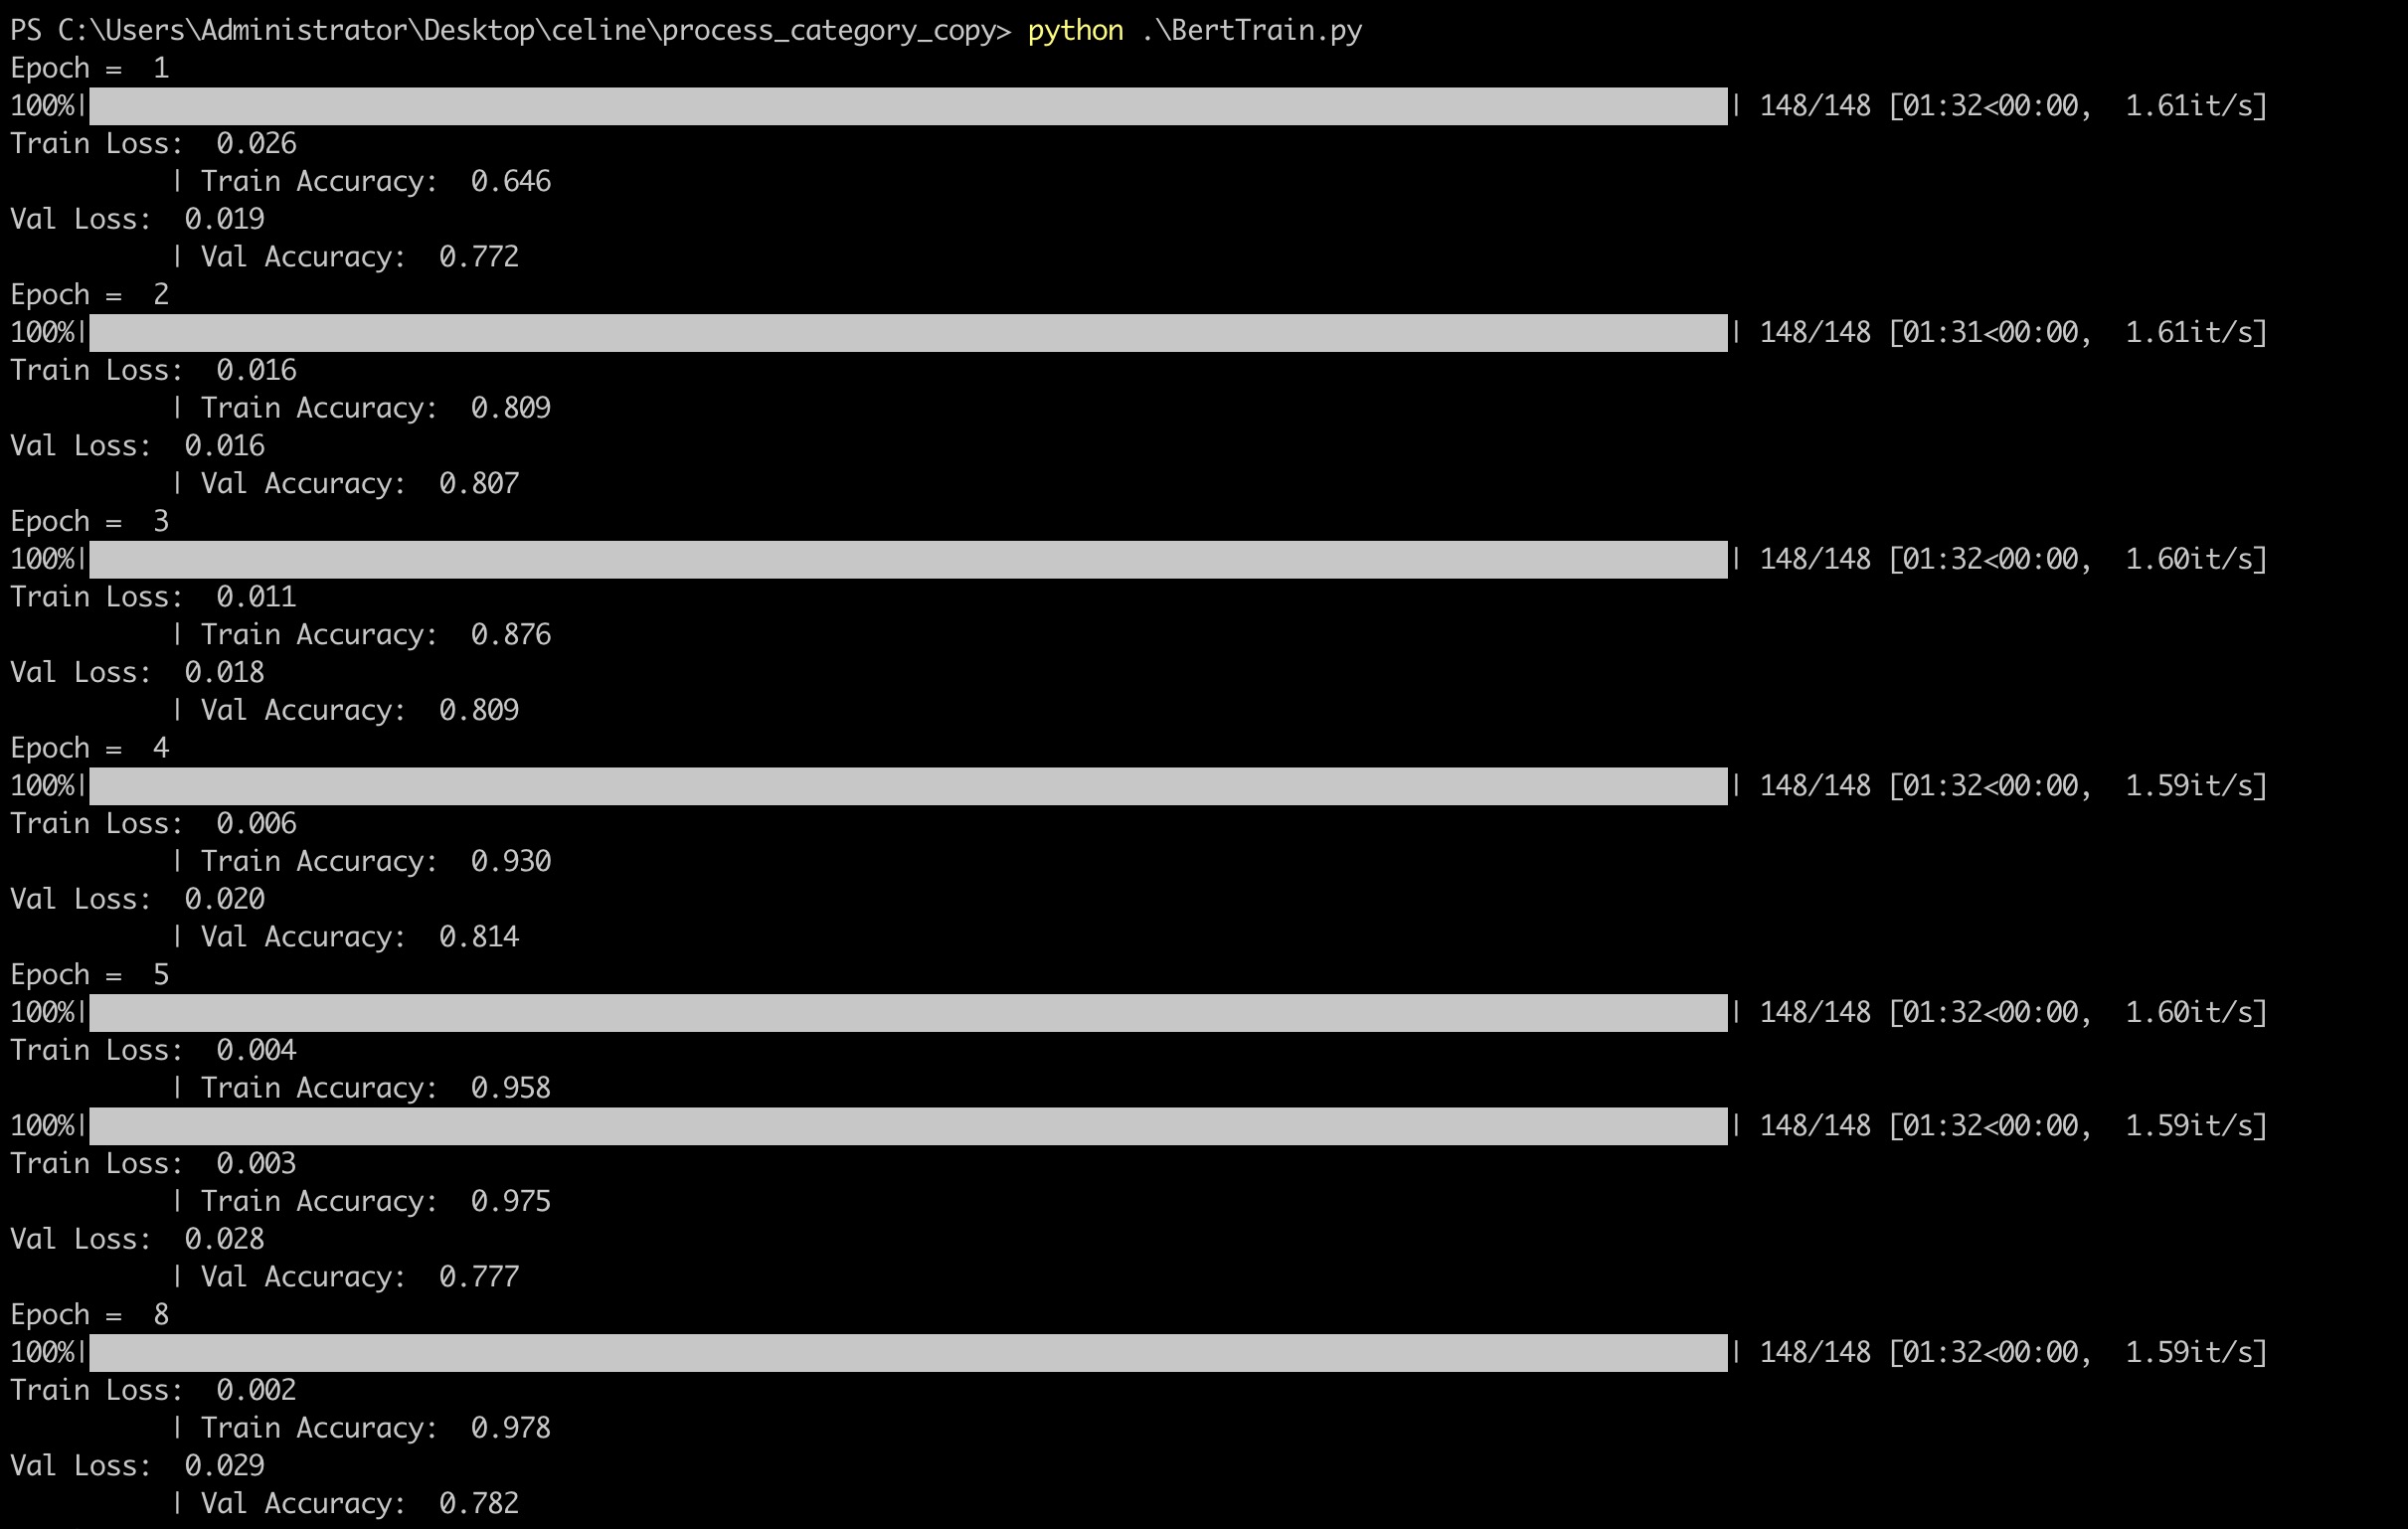 PS C:\Users\Administrator\Desktop\celine\process_category_copy> python .\BertTrain.py
Epoch =  1
100%|| 148/148 [01:32<00:00,  1.61it/s]
Train Loss:  0.026
| Train Accuracy:  0.646
Val Loss:  0.019
| Val Accuracy:  0.772
Epoch =  2
100%|| 148/148 [01:31<00:00,  1.61it/s]
Train Loss:  0.016
| Train Accuracy:  0.809
Val Loss:  0.016
| Val Accuracy:  0.807
Epoch =  3
100%|| 148/148 [01:32<00:00,  1.60it/s]
Train Loss:  0.011
| Train Accuracy:  0.876
Val Loss:  0.018
| Val Accuracy:  0.809
Epoch =  4
100%|| 148/148 [01:32<00:00,  1.59it/s]
Train Loss:  0.006
| Train Accuracy:  0.930
Val Loss:  0.020
| Val Accuracy:  0.814
Epoch =  5
100%|| 148/148 [01:32<00:00,  1.60it/s]
Train Loss:  0.004
| Train Accuracy:  0.958
100%|| 148/148 [01:32<00:00,  1.59it/s]
Train Loss:  0.003
| Train Accuracy:  0.975
Val Loss:  0.028
| Val Accuracy:  0.777
Epoch =  8
100%|| 148/148 [01:32<00:00,  1.59it/s]
Train Loss:  0.002
| Train Accuracy:  0.978
Val Loss:  0.029
| Val Accuracy:  0.782